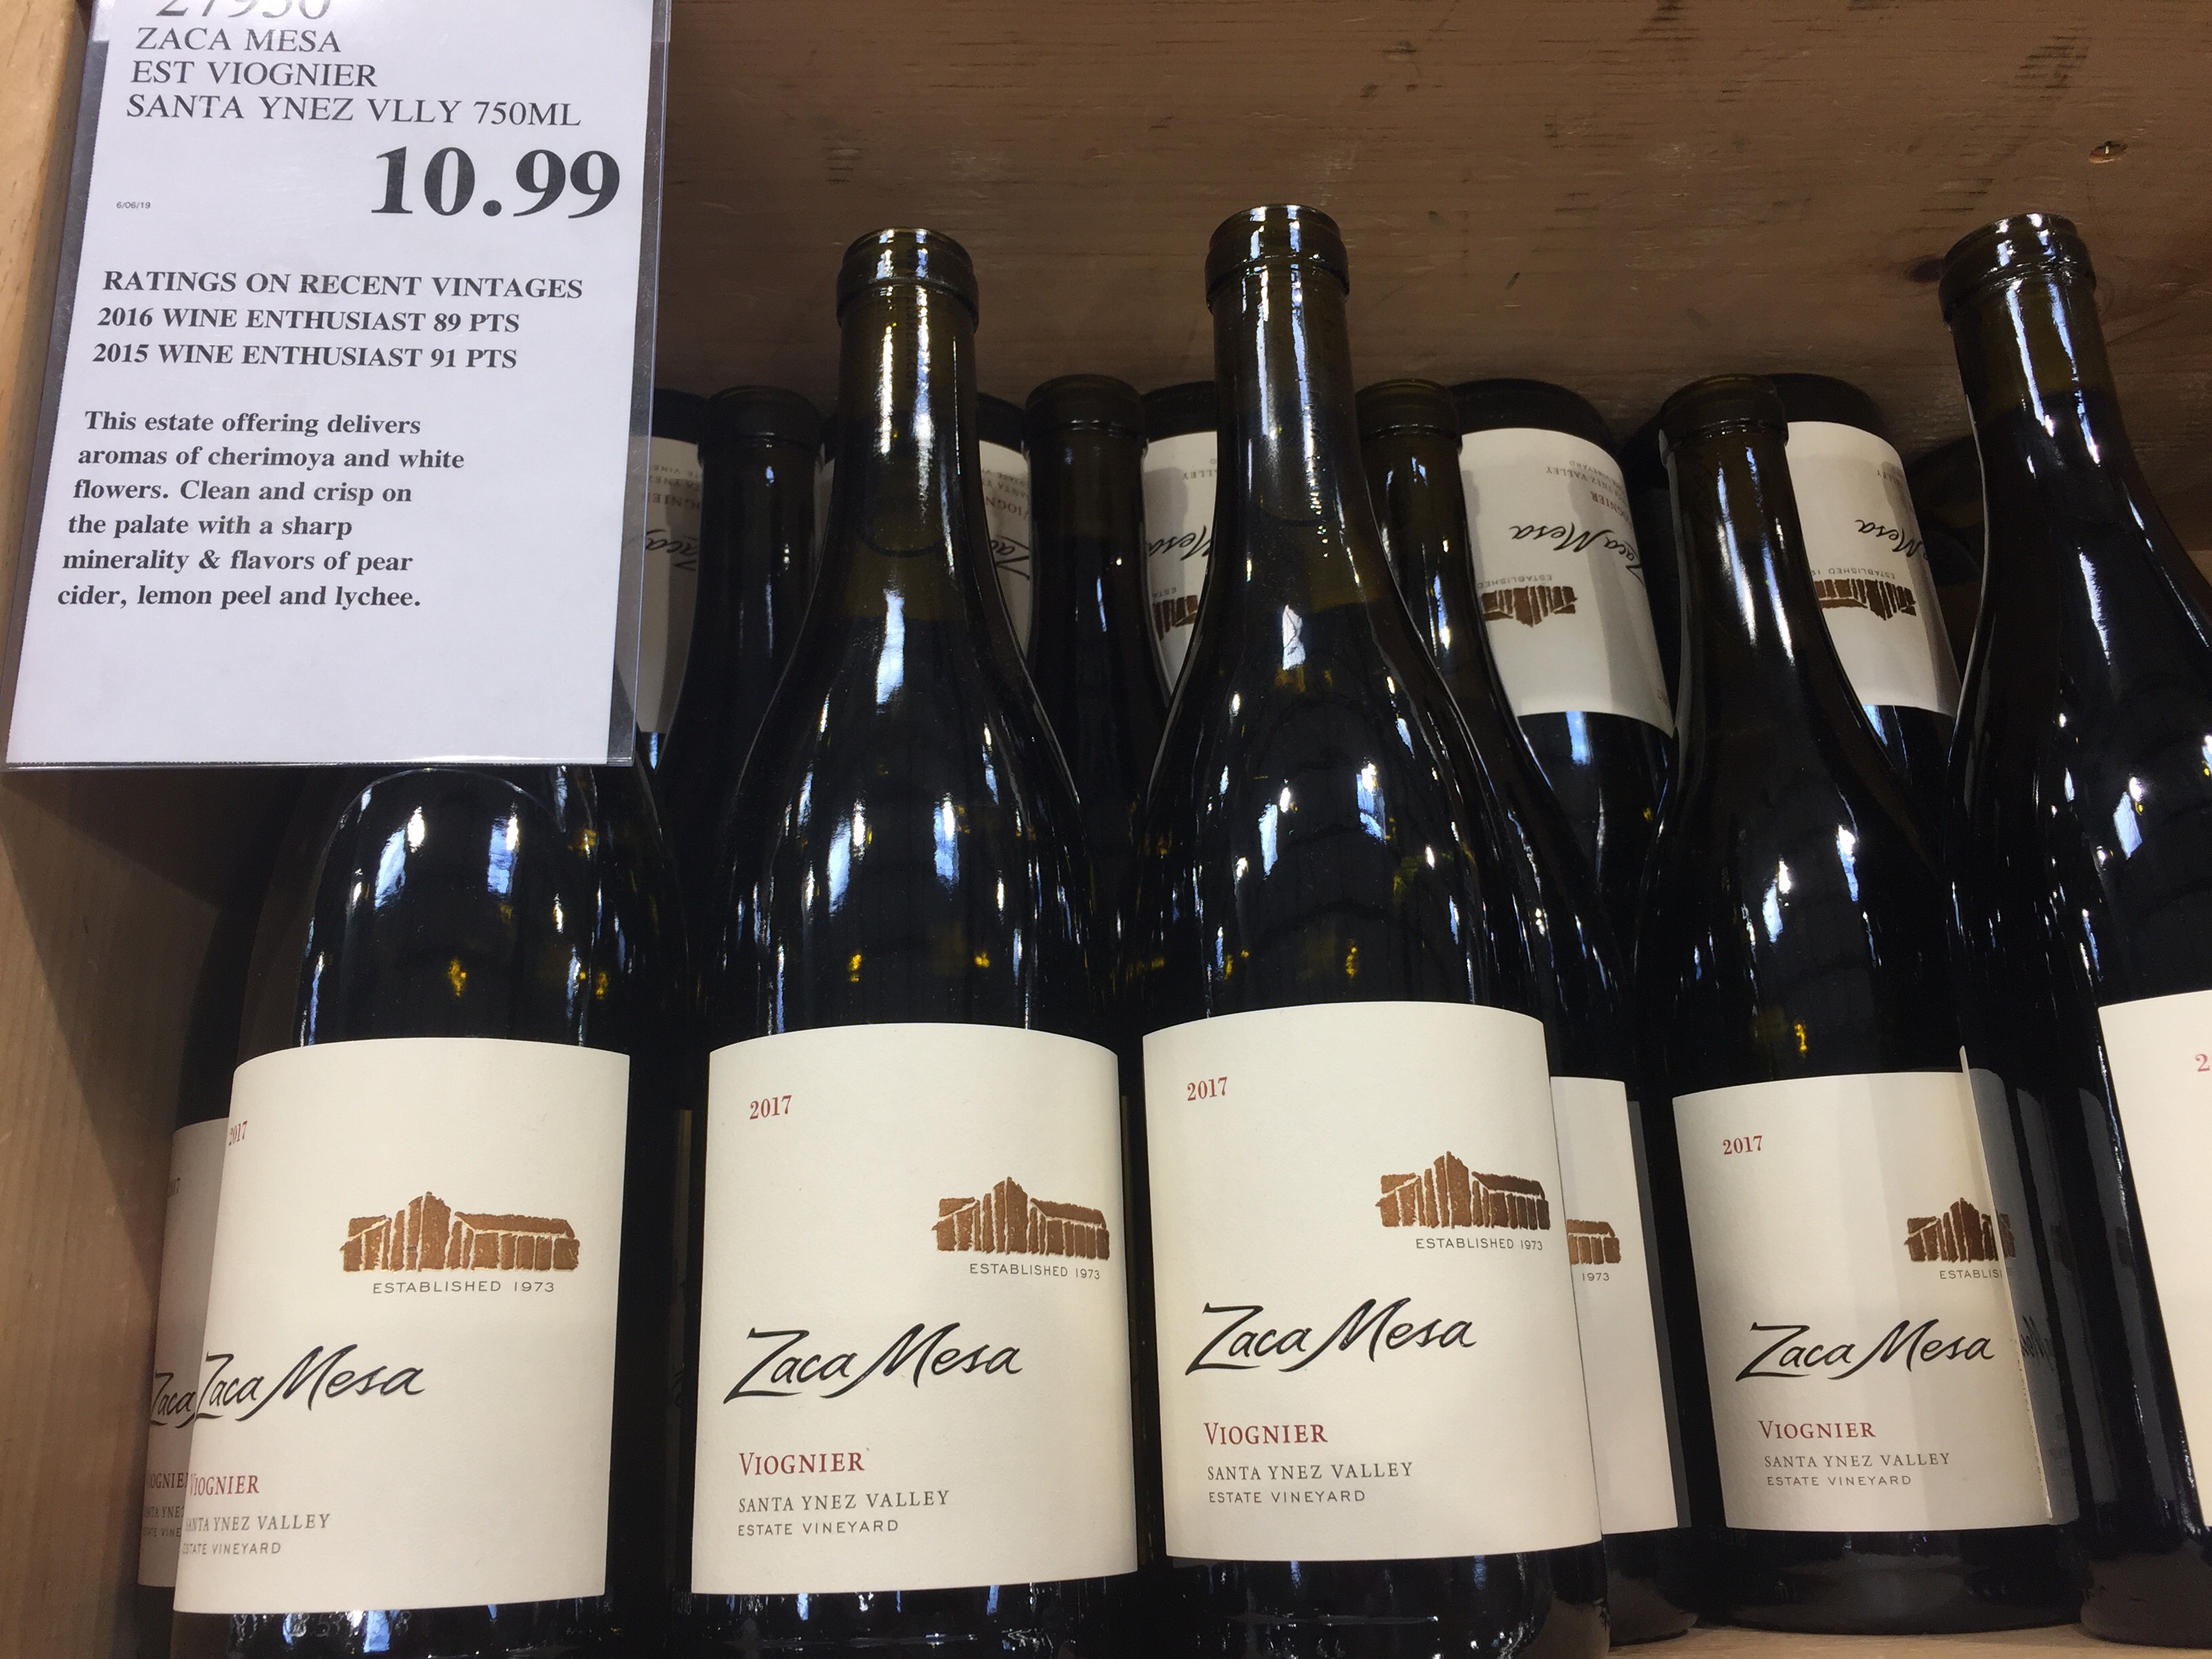 ZACA MESA
EST VIOGNIER
SANTA YNEZ VLLY 750ML
10.99
6/06/19
RATINGS ON RECENT VINTAGES
2016 WINE ENTHUSIAST 89 PTS
2015 WINE ENTHUSIAST 91 PTS
This estate offering delivers
aromas of cherimoya and white
flowers. Clean and crisp on
the palate with a sharp
minerality & flavors of pear
cider, lemon peel and lychee.
2017
ESTABLISHED 1973
Zaca Mesa
VIOGNIER
SANTA YNEZ VALLEY
ESTATE VINEYARD
2017
ESTABLISHED 1973
Zaca Mesa
VIOGNIER
SANTA YNEZ VALLEY
ESTATE VINEYARD
2017
ESTABLISHED 1973
Zaca Mesa
VIOGNIER
SANTA YNEZ VALLEY
ESTATE VINEYARD
1973
2017
Zaca Mesa
VIOGNIER
SANTA YNEZ VALLEY
ESTATE VINEYARD
Zaca Mesa
Mesa